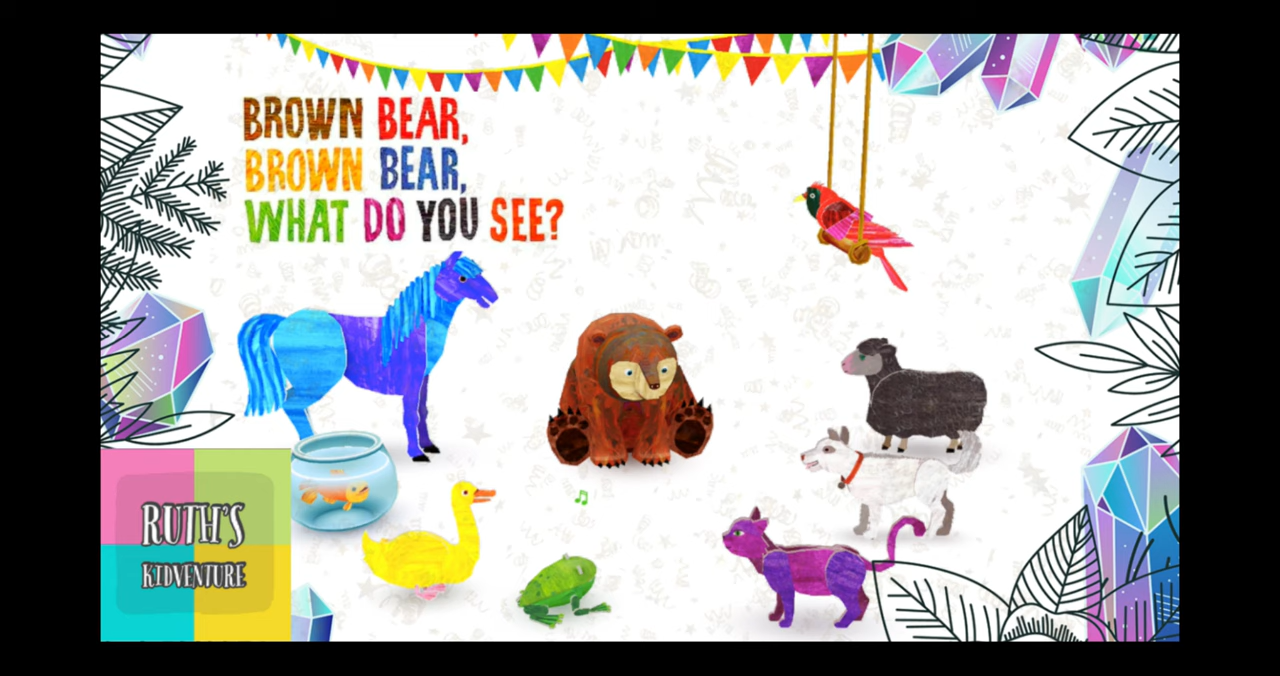 BROWN BEAR,
BROWN BEAR,
WHAT DO YOU SEE?
RUTH'S
KIDVENTURE